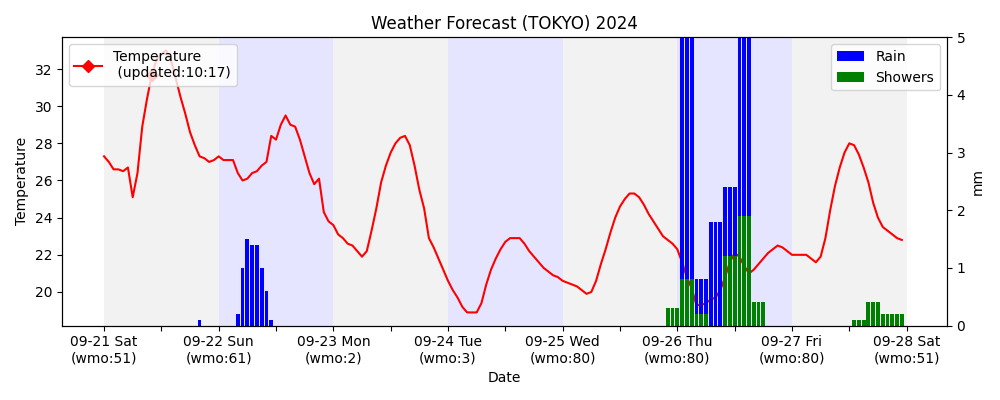 Weather Forecast (TOKYO) 2024
Temperature
(updated:10:17)
Rain
Showers
Temperature
32
30
28
26
24
22
20
5
4
3
2
1
0
mm
09-21 Sat
(wmo:51)
09-22 Sun
(wmo:61)
09-23 Mon
(wmo:2)
09-24 Tue
(wmo:3)
09-25 Wed
(wmo:80)
09-26 Thu
(wmo:80)
09-27 Fri
(wmo:80)
09-28 Sat
(wmo:51)
Date